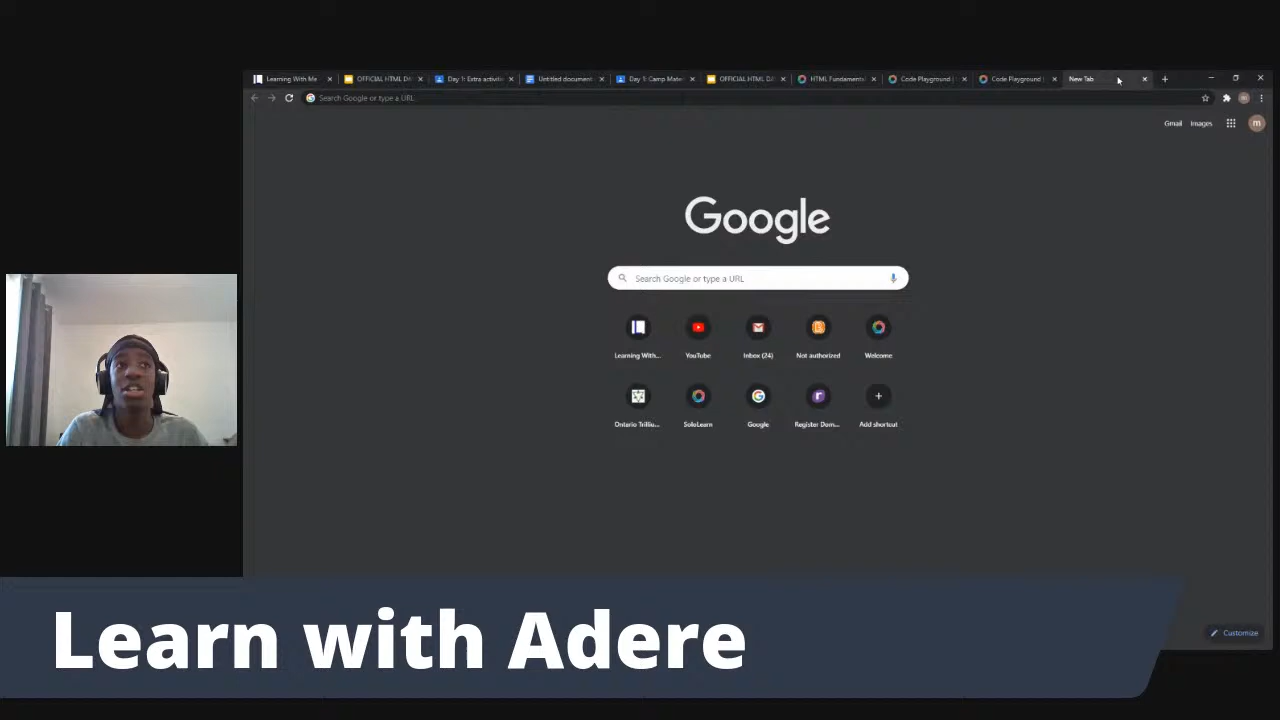 Learning With Me
OFFICIAL HTML DA
Day 1: Extra activiti
Untitled document
Day 1: Camp Mate
OFFICIAL HTML DA
HTML Fundamental
Code Playground |
Code Playground |
New Tab
Search Google or type a URL
Gmail
Images
m
Google
Search Google or type a URL
Learning With...
YouTube
Inbox (24)
Not authorized
Welcome
Ontario Trilliu...
SoloLearn
Google
Register Dom...
Add shortcut
Customize
Learn with Adere